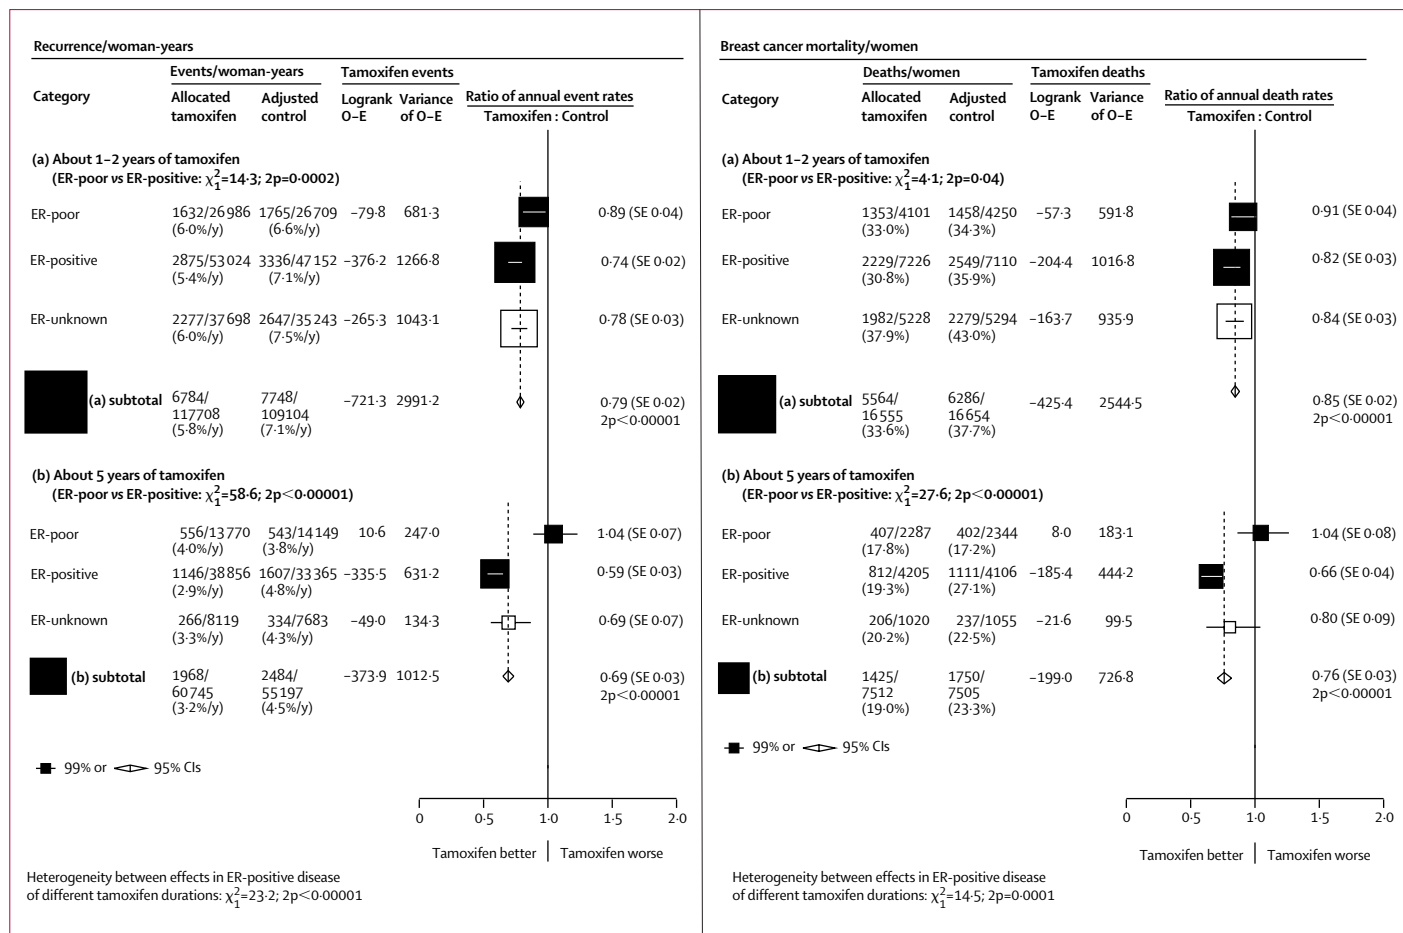 Recurrence/woman-years
Events/woman-years Tamoxifen events
Category Allocated tamoxifen Adjusted control Logrank O–E Variance of O–E Ratio of annual event rates
Tamoxifen : Control
(a) About 1–2 years of tamoxifen
(ER-poor vs ER-positive: χ²₁=14·3; 2p=0·0002)
ER-poor 1632/26 986 1765/26 709 −79·8 681·3 0·89 (SE 0·04)
(6·0%/y) (6·6%/y)
ER-positive 2875/53 024 3336/47 152 −376·2 1266·8 0·74 (SE 0·02)
(5·4%/y) (7·1%/y)
ER-unknown 2277/37 698 2647/35 243 −265·3 1043·1 0·78 (SE 0·03)
(6·0%/y) (7·5%/y)
(a) subtotal 6784/ 7748/ −721·3 2991·2 0·79 (SE 0·02)
117708 109104 2p<0·00001
(5·8%/y) (7·1%/y)
(b) About 5 years of tamoxifen
(ER-poor vs ER-positive: χ²₁=58·6; 2p<0·00001)
ER-poor 556/13 770 543/14 149 10·6 247·0 1·04 (SE 0·07)
(4·0%/y) (3·8%/y)
ER-positive 1146/38 856 1607/33 365 −335·5 631·2 0·59 (SE 0·03)
(2·9%/y) (4·8%/y)
ER-unknown 266/8119 334/7683 −49·0 134·3 0·69 (SE 0·07)
(3·3%/y) (4·3%/y)
(b) subtotal 1968/ 2484/ −373·9 1012·5 0·69 (SE 0·03)
60 745 55 197 2p<0·00001
(3·2%/y) (4·5%/y)
99% or 95% CIs
0 0·5 1·0 1·5 2·0
Tamoxifen better Tamoxifen worse
Heterogeneity between effects in ER-positive disease
of different tamoxifen durations: χ²₁=23·2; 2p<0·00001
Breast cancer mortality/women
Deaths/women Tamoxifen deaths
Category Allocated tamoxifen Adjusted control Logrank O–E Variance of O–E Ratio of annual death rates
Tamoxifen : Control
(a) About 1–2 years of tamoxifen
(ER-poor vs ER-positive: χ²₁=4·1; 2p=0·04)
ER-poor 1353/4101 1458/4250 −57·3 591·8 0·91 (SE 0·04)
(33·0%) (34·3%)
ER-positive 2229/7226 2549/7110 −204·4 1016·8 0·82 (SE 0·03)
(30·8%) (35·9%)
ER-unknown 1982/5228 2279/5294 −163·7 935·9 0·84 (SE 0·03)
(37·9%) (43·0%)
(a) subtotal 5564/ 6286/ −425·4 2544·5 0·85 (SE 0·02)
16 555 16 654 2p<0·00001
(33·6%) (37·7%)
(b) About 5 years of tamoxifen
(ER-poor vs ER-positive: χ²₁=27·6; 2p<0·00001)
ER-poor 407/2287 402/2344 8·0 183·1 1·04 (SE 0·08)
(17·8%) (17·2%)
ER-positive 812/4205 1111/4106 −185·4 444·2 0·66 (SE 0·04)
(19·3%) (27·1%)
ER-unknown 206/1020 237/1055 −21·6 99·5 0·80 (SE 0·09)
(20·2%) (22·5%)
(b) subtotal 1425/ 1750/ −199·0 726·8 0·76 (SE 0·03)
7512 7505 2p<0·00001
(19·0%) (23·3%)
99% or 95% CIs
0 0·5 1·0 1·5 2·0
Tamoxifen better Tamoxifen worse
Heterogeneity between effects in ER-positive disease
of different tamoxifen durations: χ²₁=14·5; 2p=0·0001